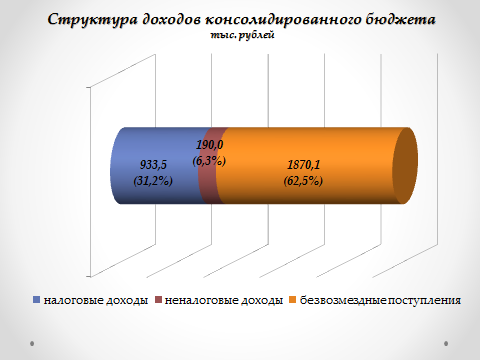 Структура доходов консолидированного бюджета
тыс. рублей
933,5
(31,2%)
190,0
(6,3%)
1870,1
(62,5%)
налоговые доходы неналоговые доходы безвозмездные поступления